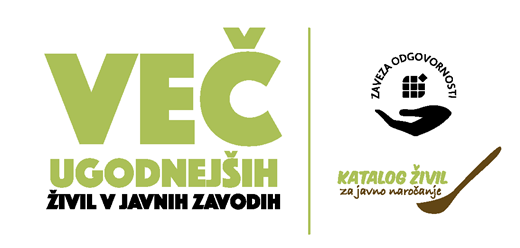 VEČ
UGODNEJŠIH
ŽIVIL V JAVNIH ZAVODIH
ZAVEZA ODGOVORNOSTI
KATALOG ŽIVIL
za javno naročanje